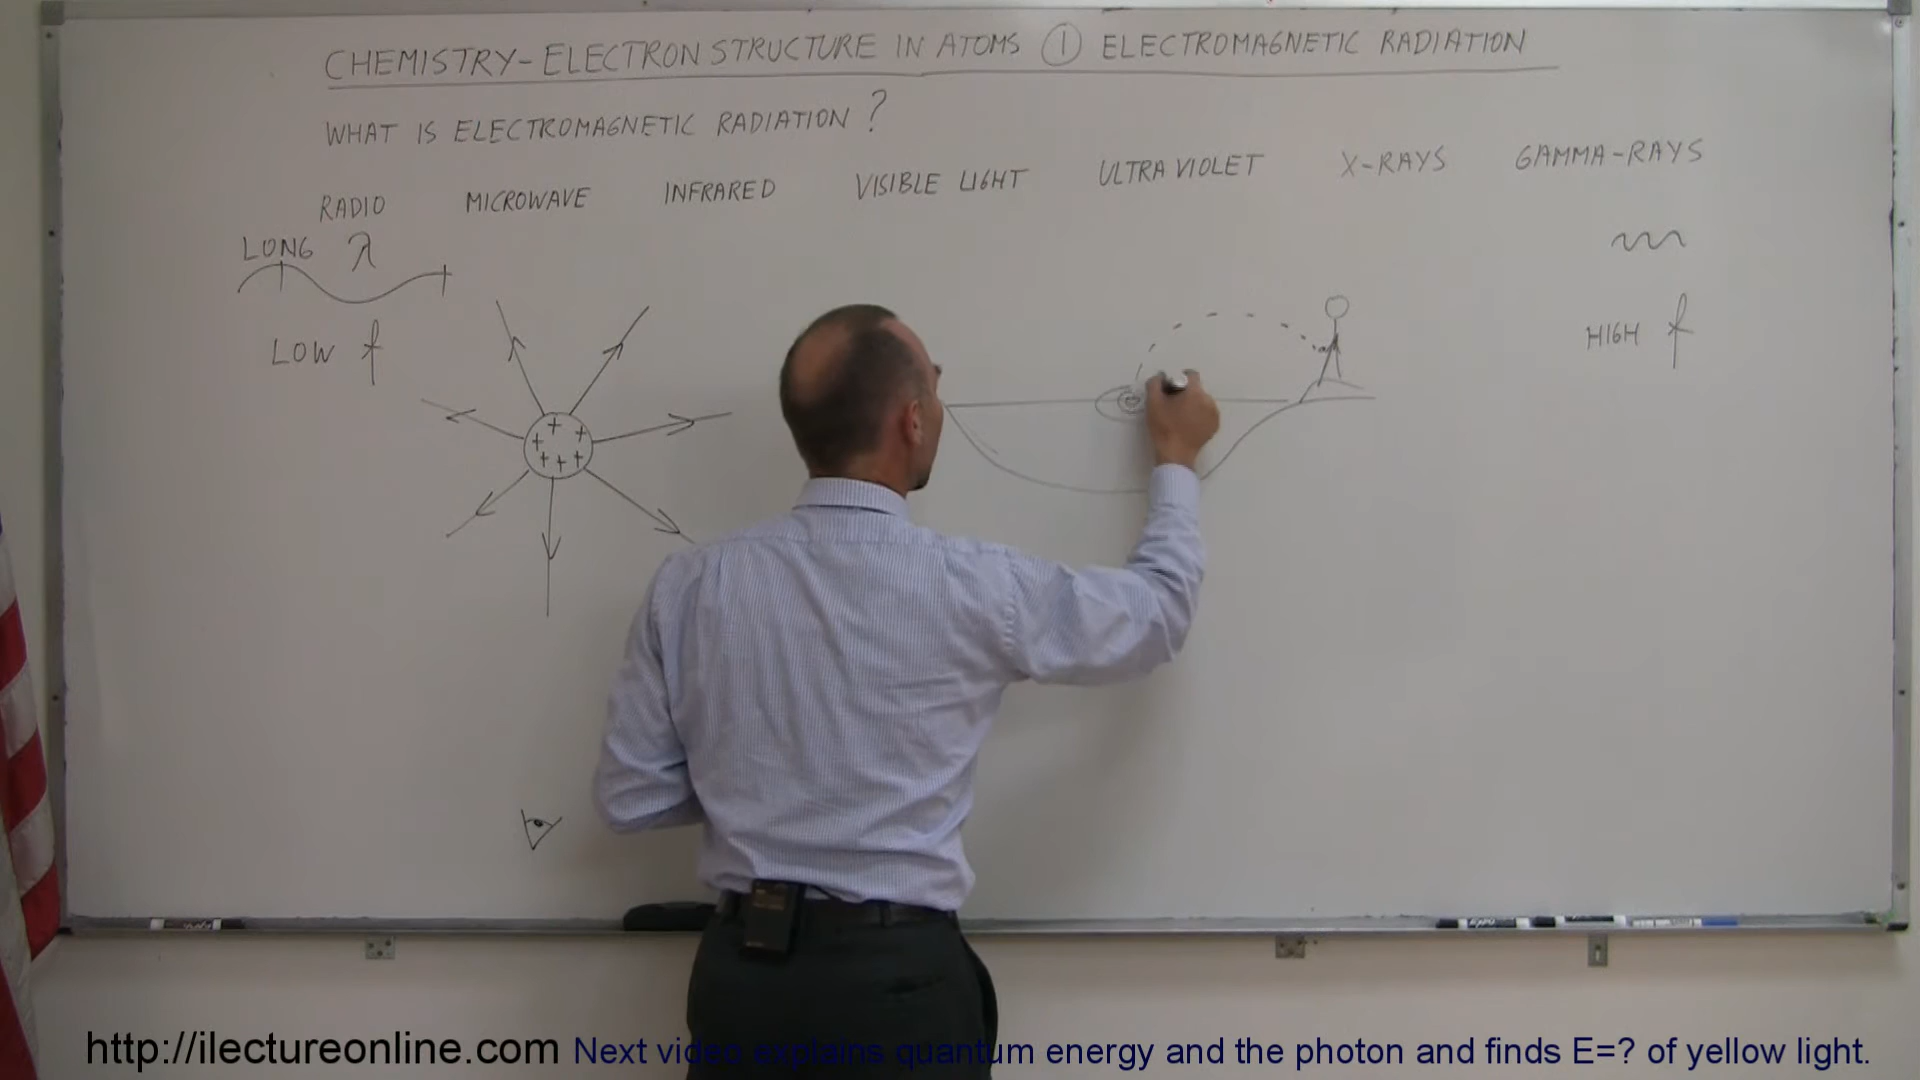 CHEMISTRY-ELECTRON STRUCTURE IN ATOMS ① ELECTROMAGNETIC RADIATION
WHAT IS ELECTROMAGNETIC RADIATION?
RADIO MICROWAVE INFRARED VISIBLE LIGHT ULTRA VIOLET X-RAYS GAMMA-RAYS
LONG λ
LOW f
HIGH f
+ + + + + +
EXPO
http://ilectureonline.com Next video explains quantum energy and the photon and finds E=? of yellow light.